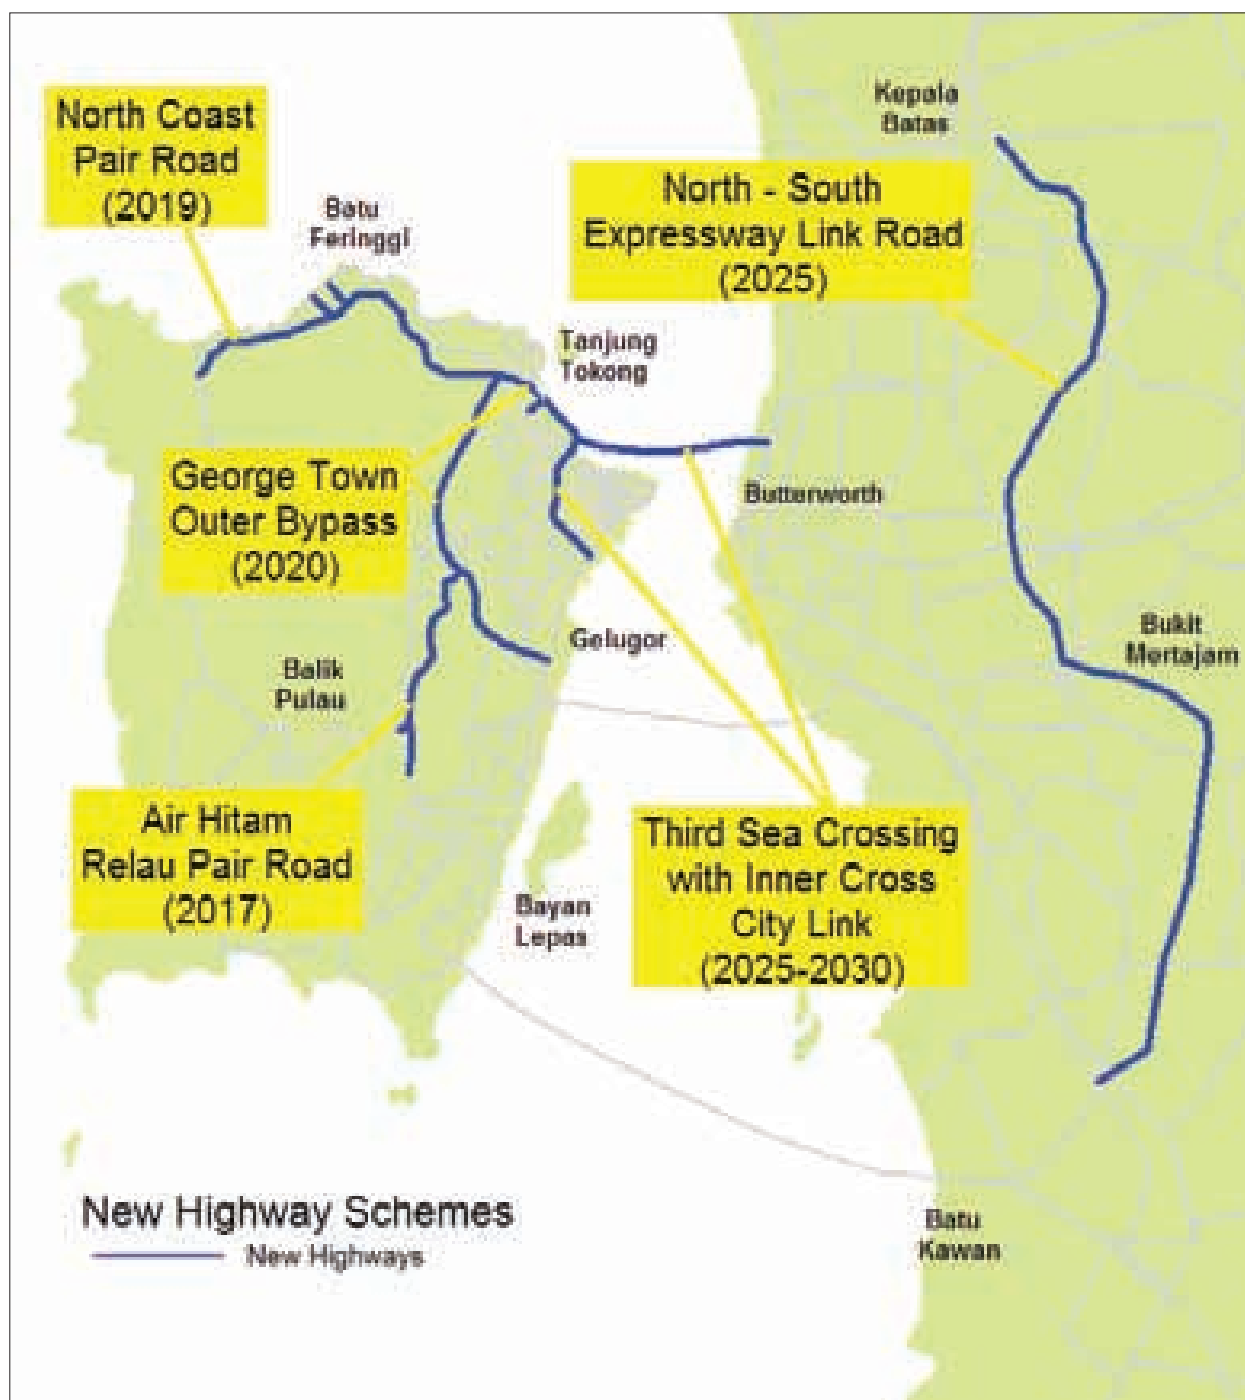 North Coast
Pair Road
(2019)
Batu
Feringgi
Kepala
Batas
North - South
Expressway Link Road
(2025)
Tanjung
Tokong
George Town
Outer Bypass
(2020)
Butterworth
Gelugor
Bukit
Mertajam
Balik
Pulau
Air Hitam
Relau Pair Road
(2017)
Third Sea Crossing
with Inner Cross
City Link
(2025-2030)
Bayan
Lepas
New Highway Schemes
New Highways
Batu
Kawan